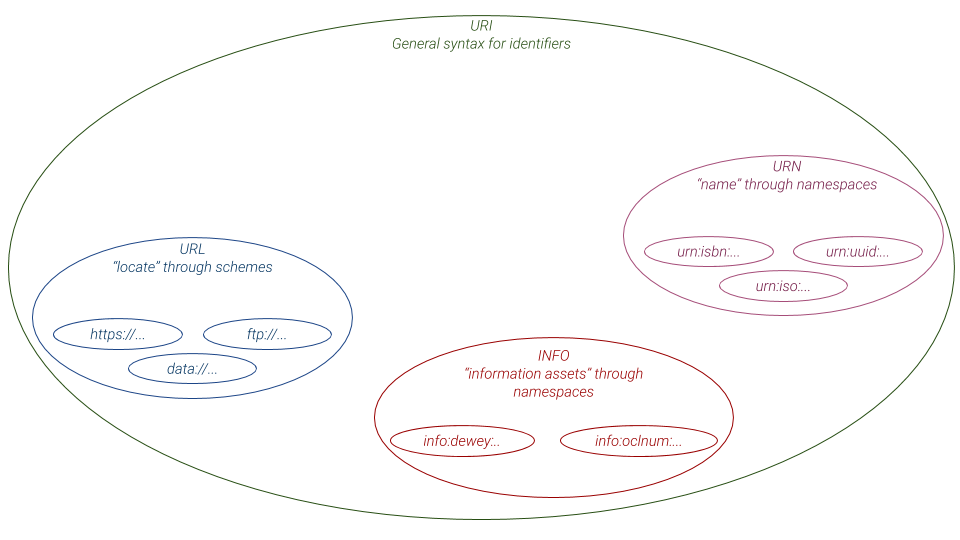 URI
General syntax for identifiers
URN
“name“ through namespaces
urn:isbn:...
urn:uuid:...
urn:iso:...
URL
“locate” through schemes
https://...
ftp://...
data://...
INFO
“information assets“ through
namespaces
info:dewey:..
info:oclnum:...